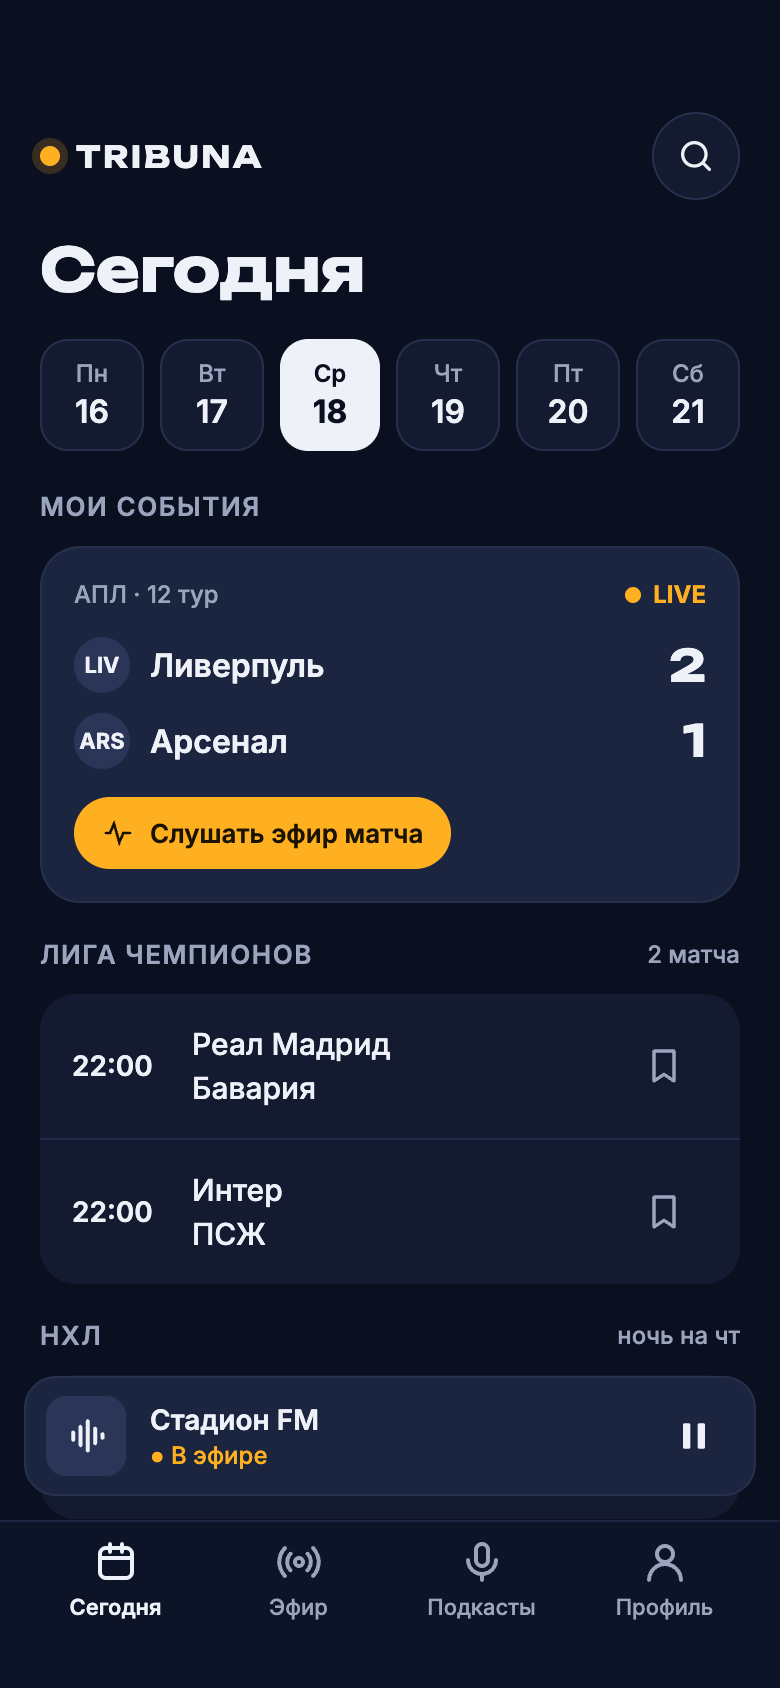 TRIBUNA
Сегодня
Пн Вт Ср Чт Пт Сб
16 17 18 19 20 21
МОИ СОБЫТИЯ
АПЛ · 12 тур LIVE
LIV Ливерпуль 2
ARS Арсенал 1
Слушать эфир матча
ЛИГА ЧЕМПИОНОВ 2 матча
22:00 Реал Мадрид
Бавария
22:00 Интер
ПСЖ
НХЛ ночь на чт
Стадион FM
В эфире
Сегодня Эфир Подкасты Профиль